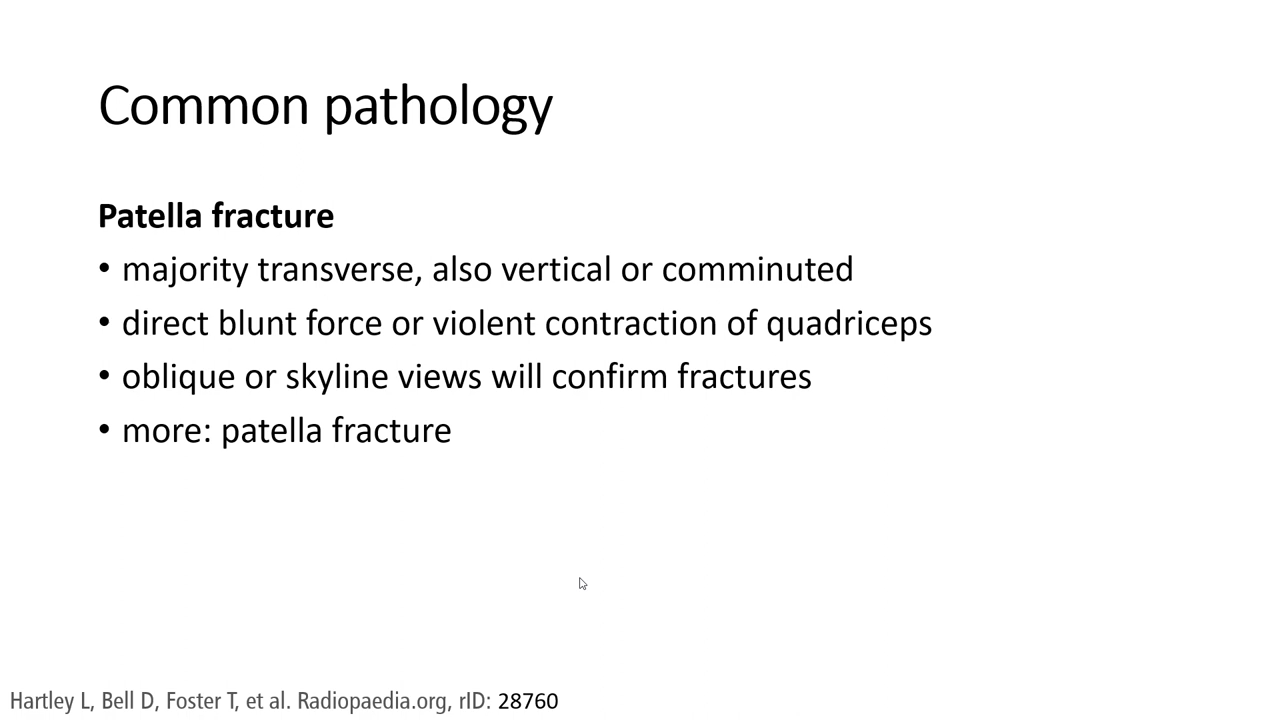 Common pathology
Patella fracture
• majority transverse, also vertical or comminuted
• direct blunt force or violent contraction of quadriceps
• oblique or skyline views will confirm fractures
• more: patella fracture
Hartley L, Bell D, Foster T, et al. Radiopaedia.org, rID: 28760